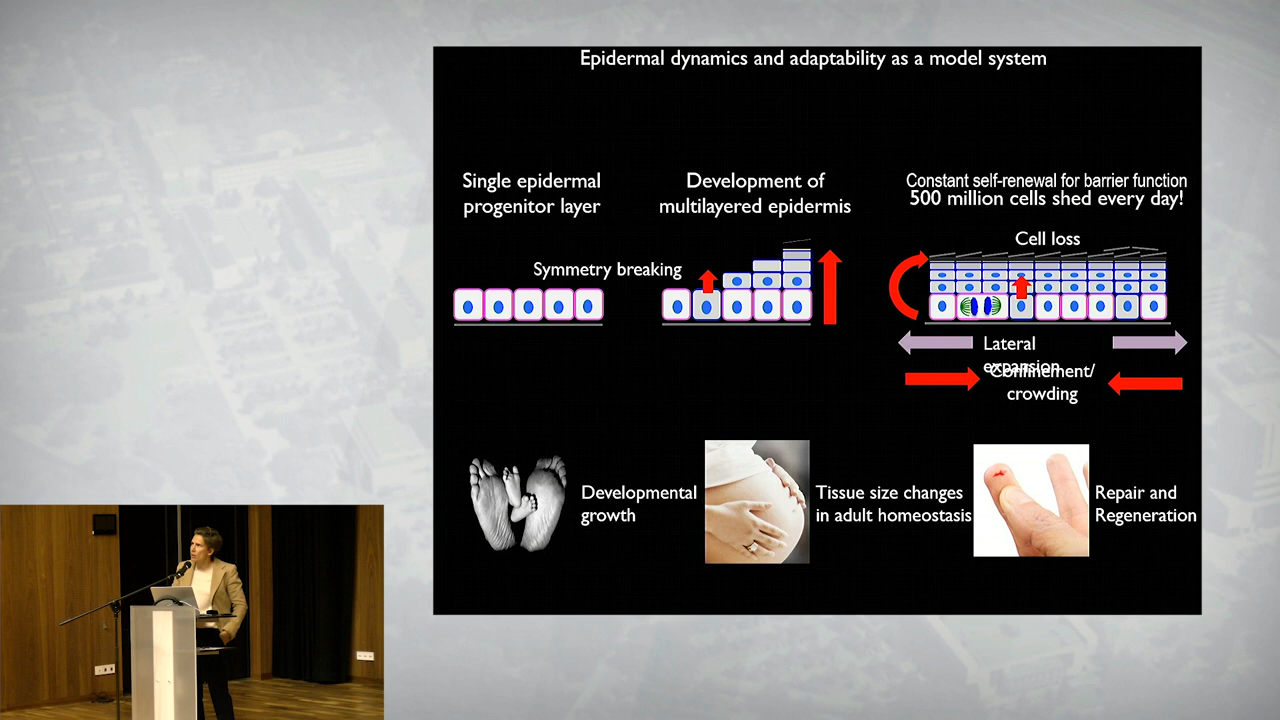 Epidermal dynamics and adaptability as a model system
Single epidermal
progenitor layer
Development of
multilayered epidermis
Constant self-renewal for barrier function
500 million cells shed every day!
Symmetry breaking
Cell loss
Lateral
expansion
Confinement/
crowding
Developmental
growth
Tissue size changes
in adult homeostasis
Repair and
Regeneration